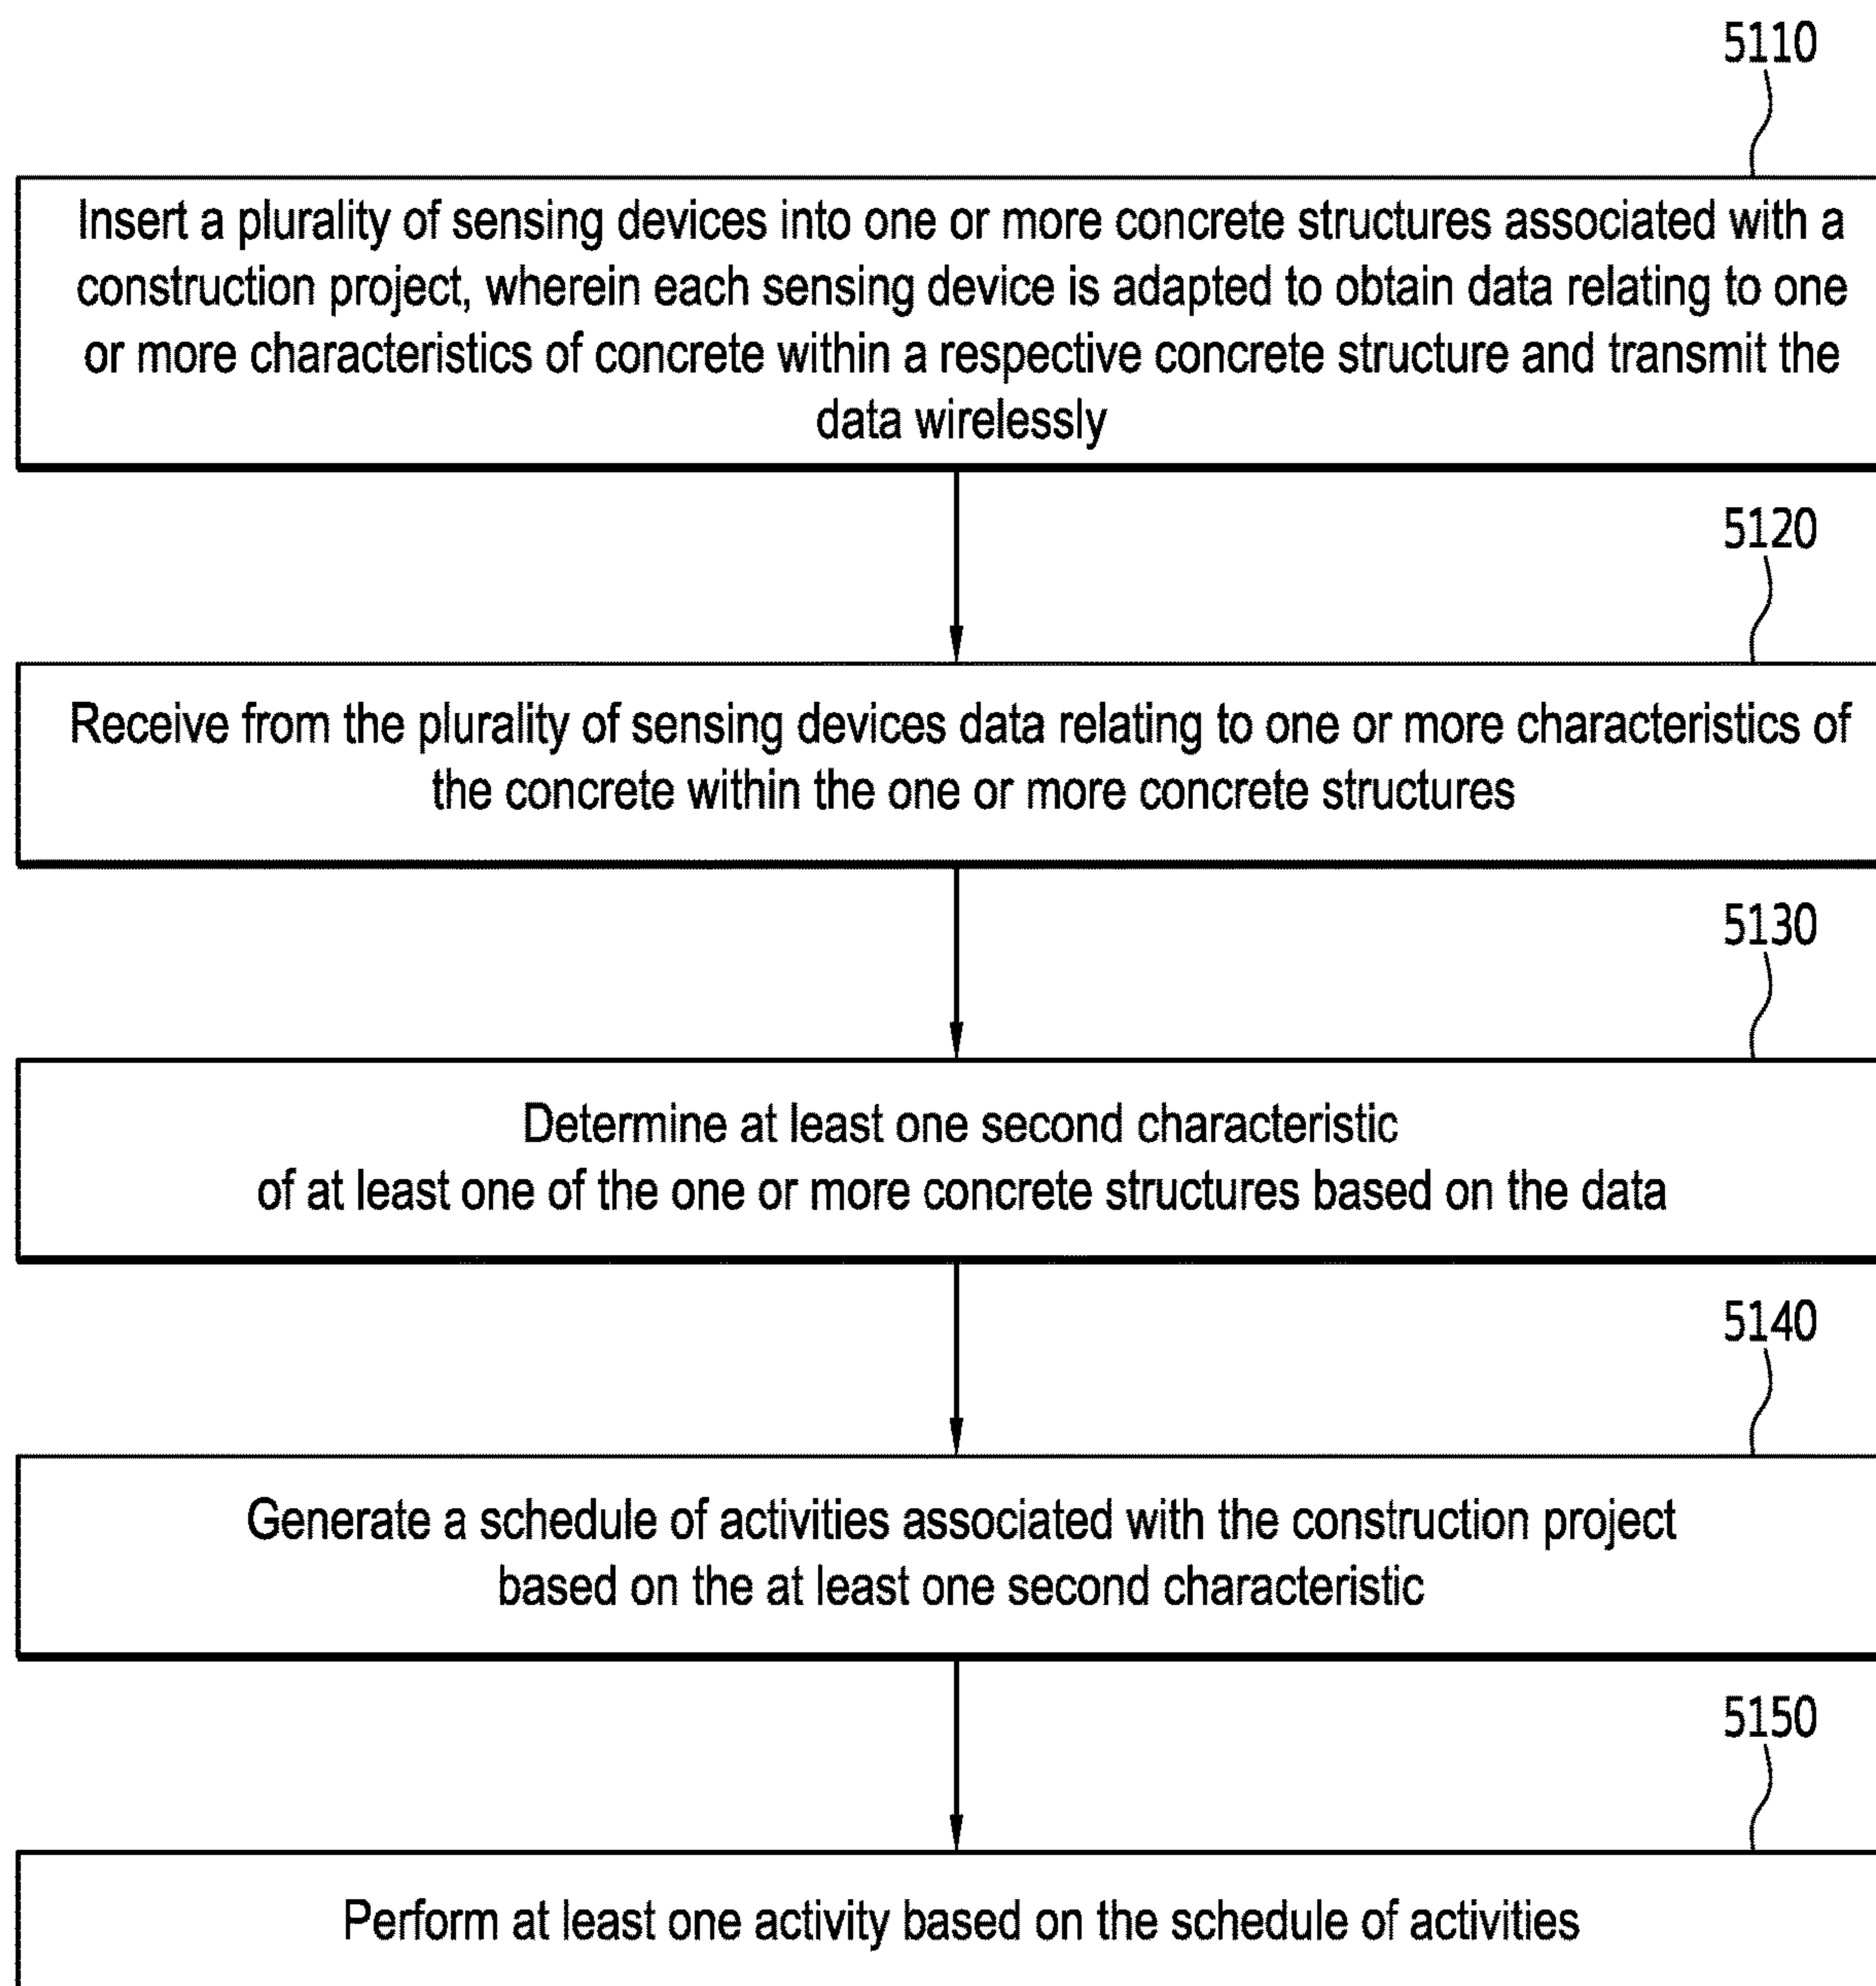 5110
Insert a plurality of sensing devices into one or more concrete structures associated with a
construction project, wherein each sensing device is adapted to obtain data relating to one
or more characteristics of concrete within a respective concrete structure and transmit the
data wirelessly
5120
Receive from the plurality of sensing devices data relating to one or more characteristics of
the concrete within the one or more concrete structures
5130
Determine at least one second characteristic
of at least one of the one or more concrete structures based on the data
5140
Generate a schedule of activities associated with the construction project
based on the at least one second characteristic
5150
Perform at least one activity based on the schedule of activities